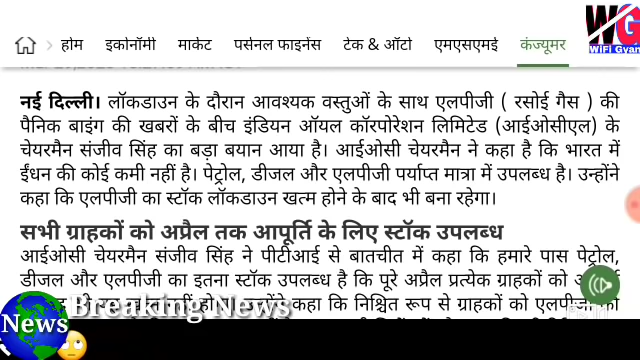 होम इकोनॉमी मार्केट पर्सनल फाइनेंस टेक & ऑटो एमएसएमई कंज्यूमर
WG
WiFi Gyan
नई दिल्ली। लॉकडाउन के दौरान आवश्यक वस्तुओं के साथ एलपीजी ( रसोई गैस ) की
पैनिक बाइंग की खबरों के बीच इंडियन ऑयल कॉरपोरेशन लिमिटेड (आईओसीएल) के
चेयरमैन संजीव सिंह का बड़ा बयान आया है। आईओसी चेयरमैन ने कहा है कि भारत में
ईंधन की कोई कमी नहीं है। पेट्रोल, डीजल और एलपीजी पर्याप्त मात्रा में उपलब्ध है। उन्होंने
कहा कि एलपीजी का स्टॉक लॉकडाउन खत्म होने के बाद भी बना रहेगा।
सभी ग्राहकों को अप्रैल तक आपूर्ति के लिए स्टॉक उपलब्ध
आईओसी चेयरमैन संजीव सिंह ने पीटीआई से बातचीत में कहा कि हमारे पास पेट्रोल,
डीजल और एलपीजी का इतना स्टॉक उपलब्ध है कि पूरे अप्रैल प्रत्येक ग्राहकों को
कहा कि निश्चित रूप से ग्राहकों को एलपीजी की
Breaking News
News